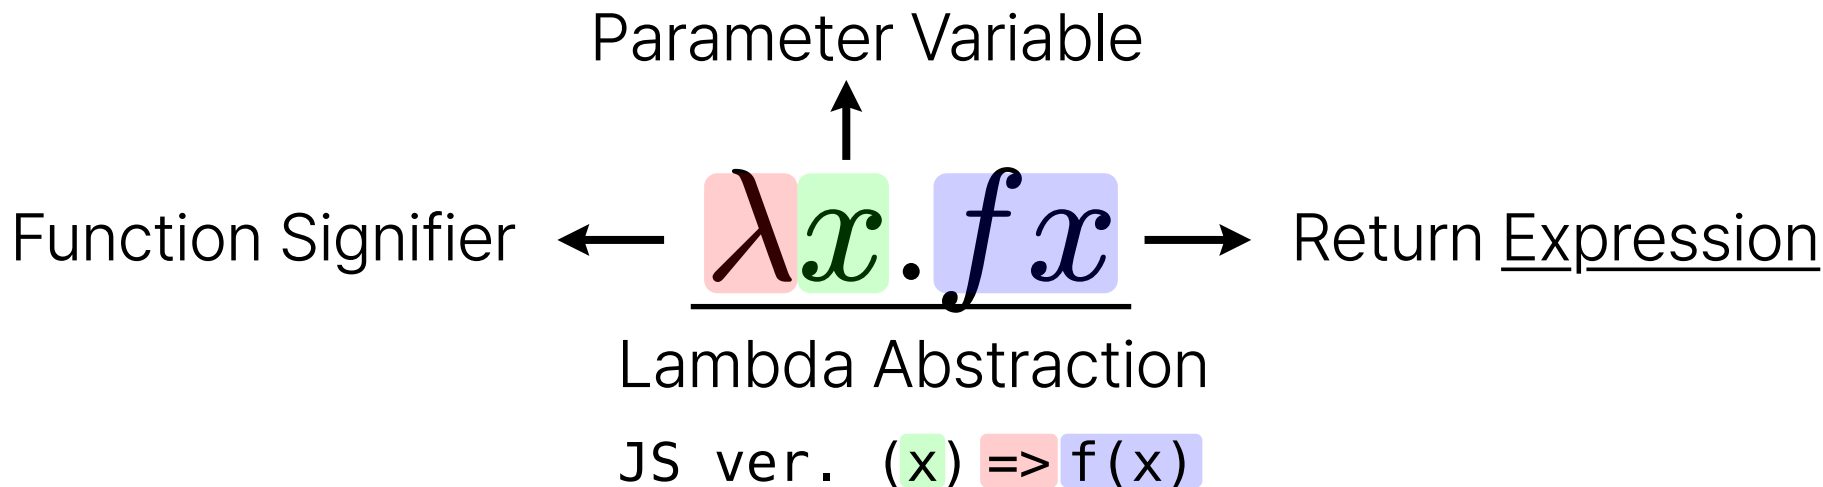 Parameter Variable
Function Signifier
λx.fx
Return Expression
Lambda Abstraction
JS ver. (x) => f(x)